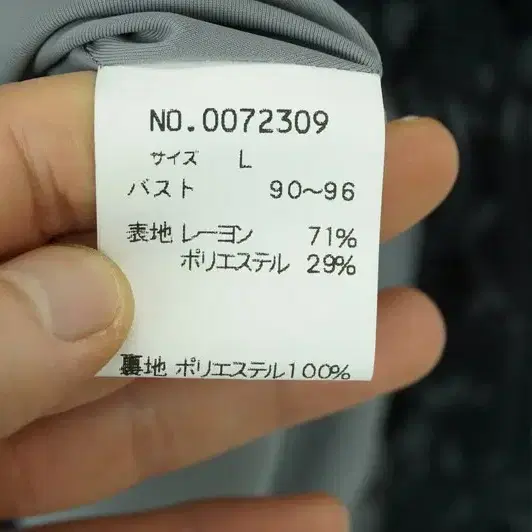 NO.0072309
サイズ L
バスト 90～96
表地 レーヨン 71%
ポリエステル 29%
裏地 ポリエステル100%